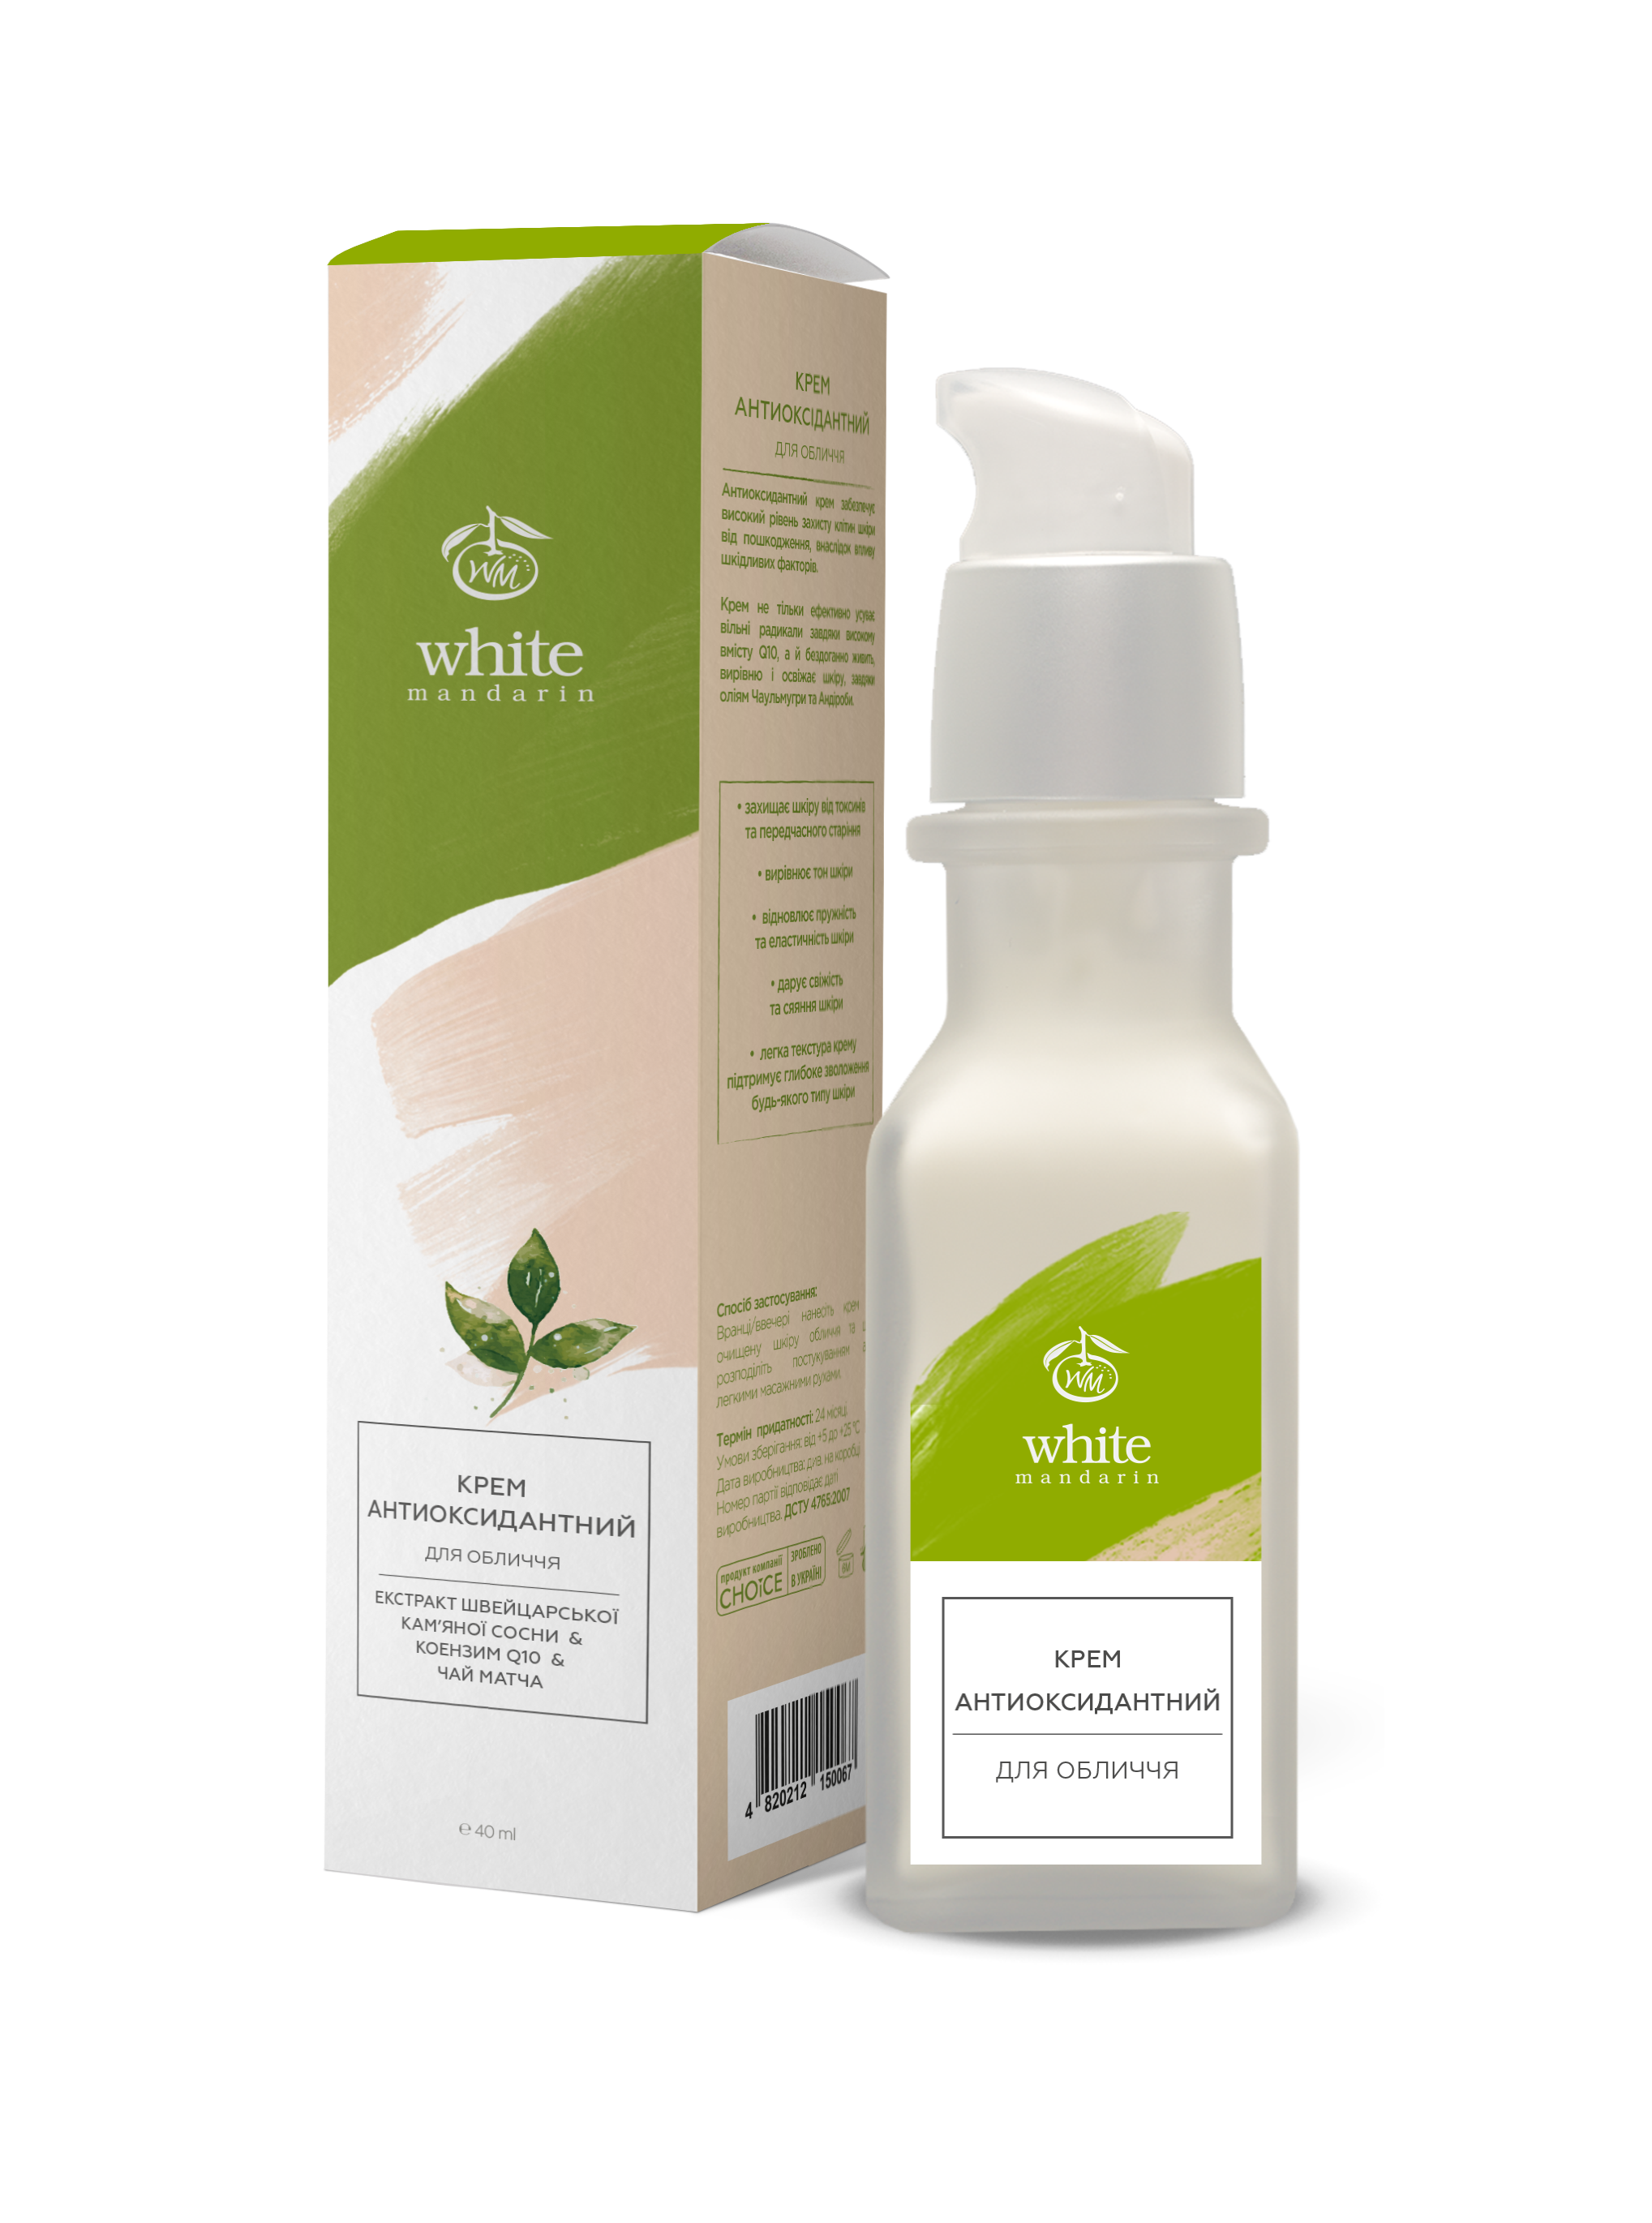 WM
white
mandarin
КРЕМ
АНТИОКСИДАНТНИЙ
ДЛЯ ОБЛИЧЧЯ
ЕКСТРАКТ ШВЕЙЦАРСЬКОЇ
КАМ'ЯНОЇ СОСНИ &
КОЕНЗИМ Q10 &
ЧАЙ МАТЧА
℮ 40 ml
КРЕМ
АНТИОКСІДАНТНИЙ
ДЛЯ ОБЛИЧЧЯ
Антиоксидантний крем забезпечує
високий рівень захисту клітин шкіри
від пошкодження, внаслідок впливу
шкідливих факторів.
Крем не тільки ефективно усуває
вільні радикали завдяки високому
вмісту Q10, а й бездоганно живить,
вирівню і освіжає шкіру, завдяки
оліям Чаульмугри та Андіроби.
• захищає шкіру від токсинів
та передчасного старіння
• вирівнює тон шкіри
• відновлює пружність
та еластичність шкіри
• дарує свіжість
та сяяння шкіри
• легка текстура крему
підтримує глибоке зволоження
будь-якого типу шкіри
Спосіб застосування:
Вранці/ввечері нанесіть крем
очищену шкіру обличчя та
розподіліть постукуванням
легкими масажними рухами.
Термін придатності: 24 місяці.
Умови зберігання: від +5 до +25 °C
Дата виробництва: див. на коробці
Номер партії відповідає даті
виробництва. ДСТУ 4765:2007
продукт компанії
CHOiCE
ЗРОБЛЕНО
В УКРАЇНІ
4 820212 150067
WM
white
mandarin
КРЕМ
АНТИОКСИДАНТНИЙ
ДЛЯ ОБЛИЧЧЯ